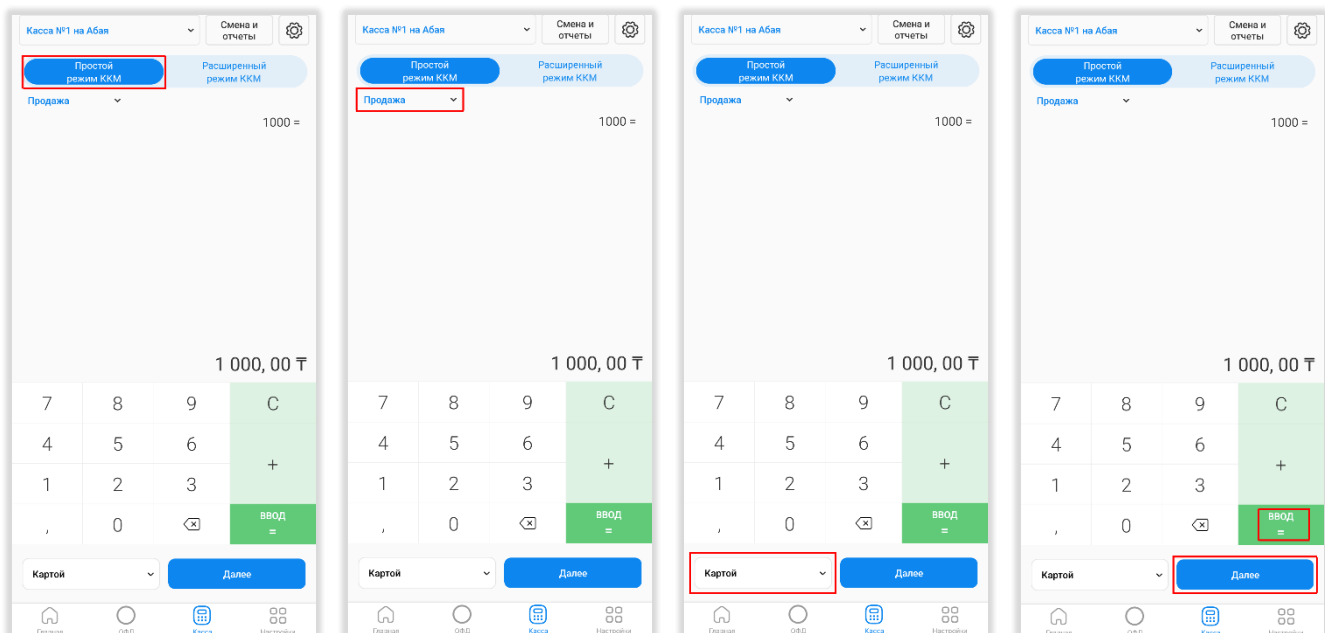 Касса №1 на Абая
Смена и
отчеты
Простой
режим ККМ
Расширенный
режим ККМ
Продажа
1000 =
1 000, 00 ₸
7 8 9 C
4 5 6
+
1 2 3
, 0 ВВОД
=
Картой Далее
Главная ОФД Касса Настройки
Касса №1 на Абая
Смена и
отчеты
Простой
режим ККМ
Расширенный
режим ККМ
Продажа
1000 =
1 000, 00 ₸
7 8 9 C
4 5 6
+
1 2 3
, 0 ВВОД
=
Картой Далее
Главная ОФД Касса Настройки
Касса №1 на Абая
Смена и
отчеты
Простой
режим ККМ
Расширенный
режим ККМ
Продажа
1000 =
1 000, 00 ₸
7 8 9 C
4 5 6
+
1 2 3
, 0 ВВОД
=
Картой Далее
Главная ОФД Касса Настройки
Касса №1 на Абая
Смена и
отчеты
Простой
режим ККМ
Расширенный
режим ККМ
Продажа
1000 =
1 000, 00 ₸
7 8 9 C
4 5 6
+
1 2 3
, 0 ВВОД
=
Картой Далее
Главная ОФД Касса Настройки